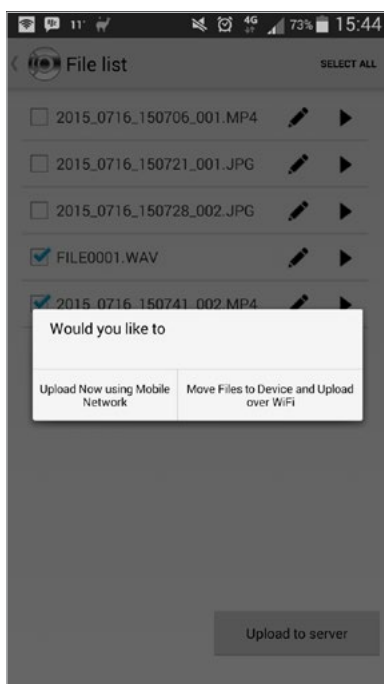 11° 4G 73% 15:44
File list SELECT ALL
2015_0716_150706_001.MP4
2015_0716_150721_001.JPG
2015_0716_150728_002.JPG
FILE0001.WAV
2015_0716_150741_002.MP4
Would you like to
Upload Now using Mobile
Network
Move Files to Device and Upload
over WiFi
Upload to server